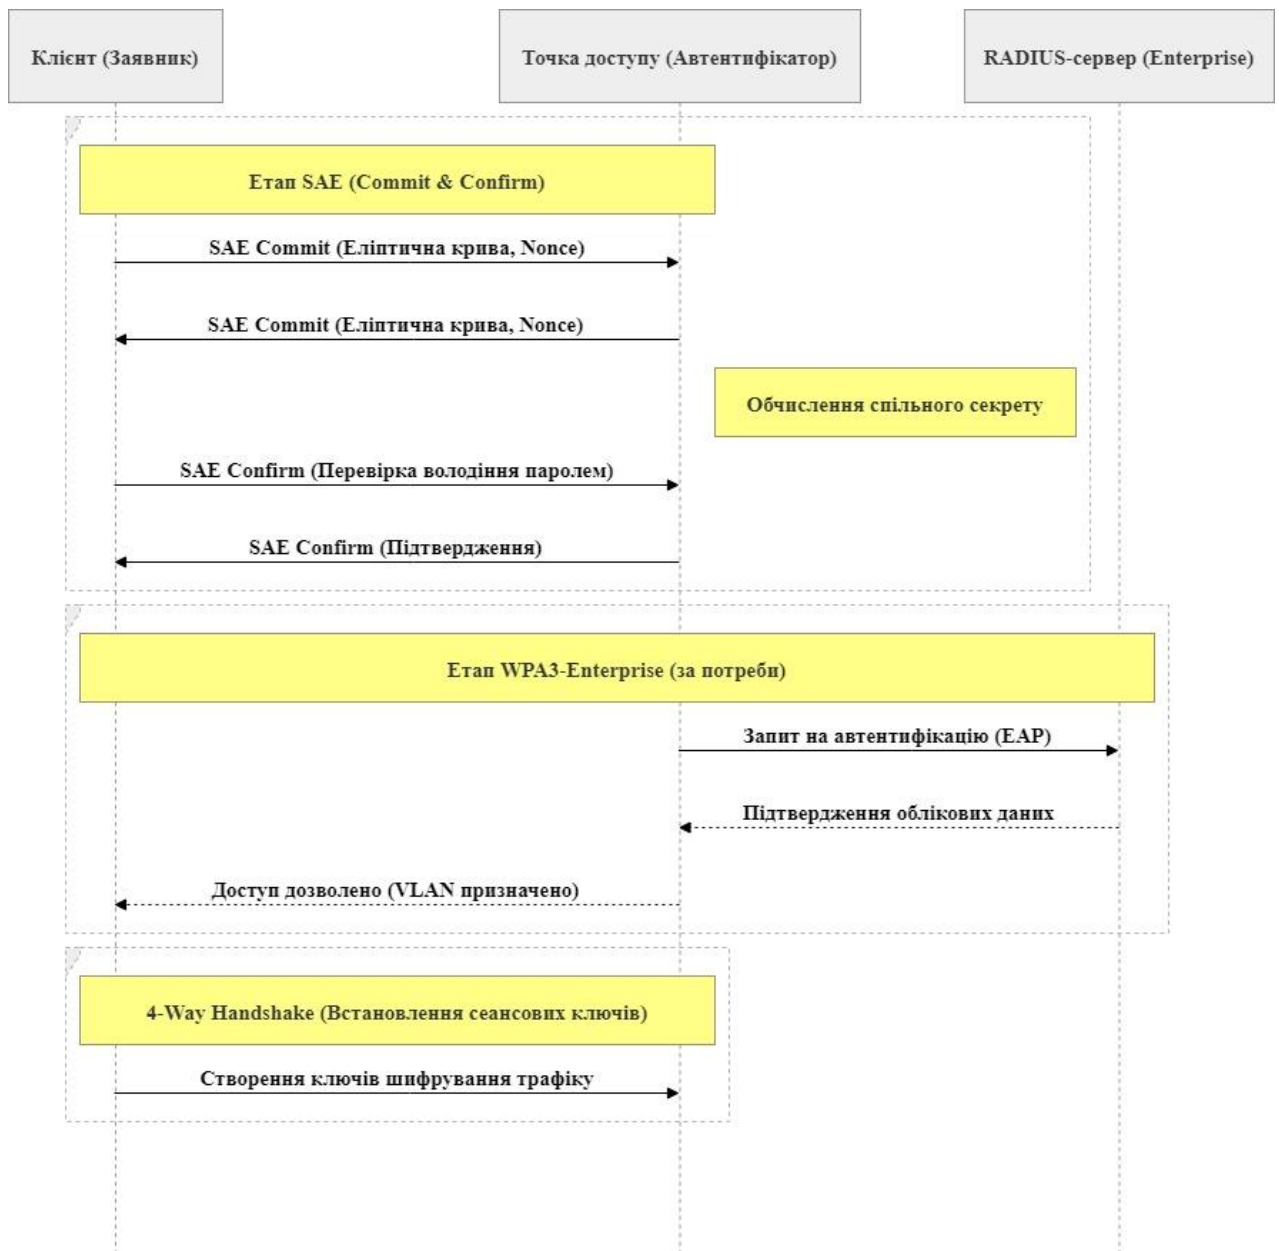 Клієнт (Заявник)
Точка доступу (Автентифікатор)
RADIUS-сервер (Enterprise)
Етап SAE (Commit & Confirm)
SAE Commit (Еліптична крива, Nonce)
SAE Commit (Еліптична крива, Nonce)
Обчислення спільного секрету
SAE Confirm (Перевірка володіння паролем)
SAE Confirm (Підтвердження)
Етап WPA3-Enterprise (за потреби)
Запит на автентифікацію (EAP)
Підтвердження облікових даних
Доступ дозволено (VLAN призначено)
4-Way Handshake (Встановлення сеансових ключів)
Створення ключів шифрування трафіку